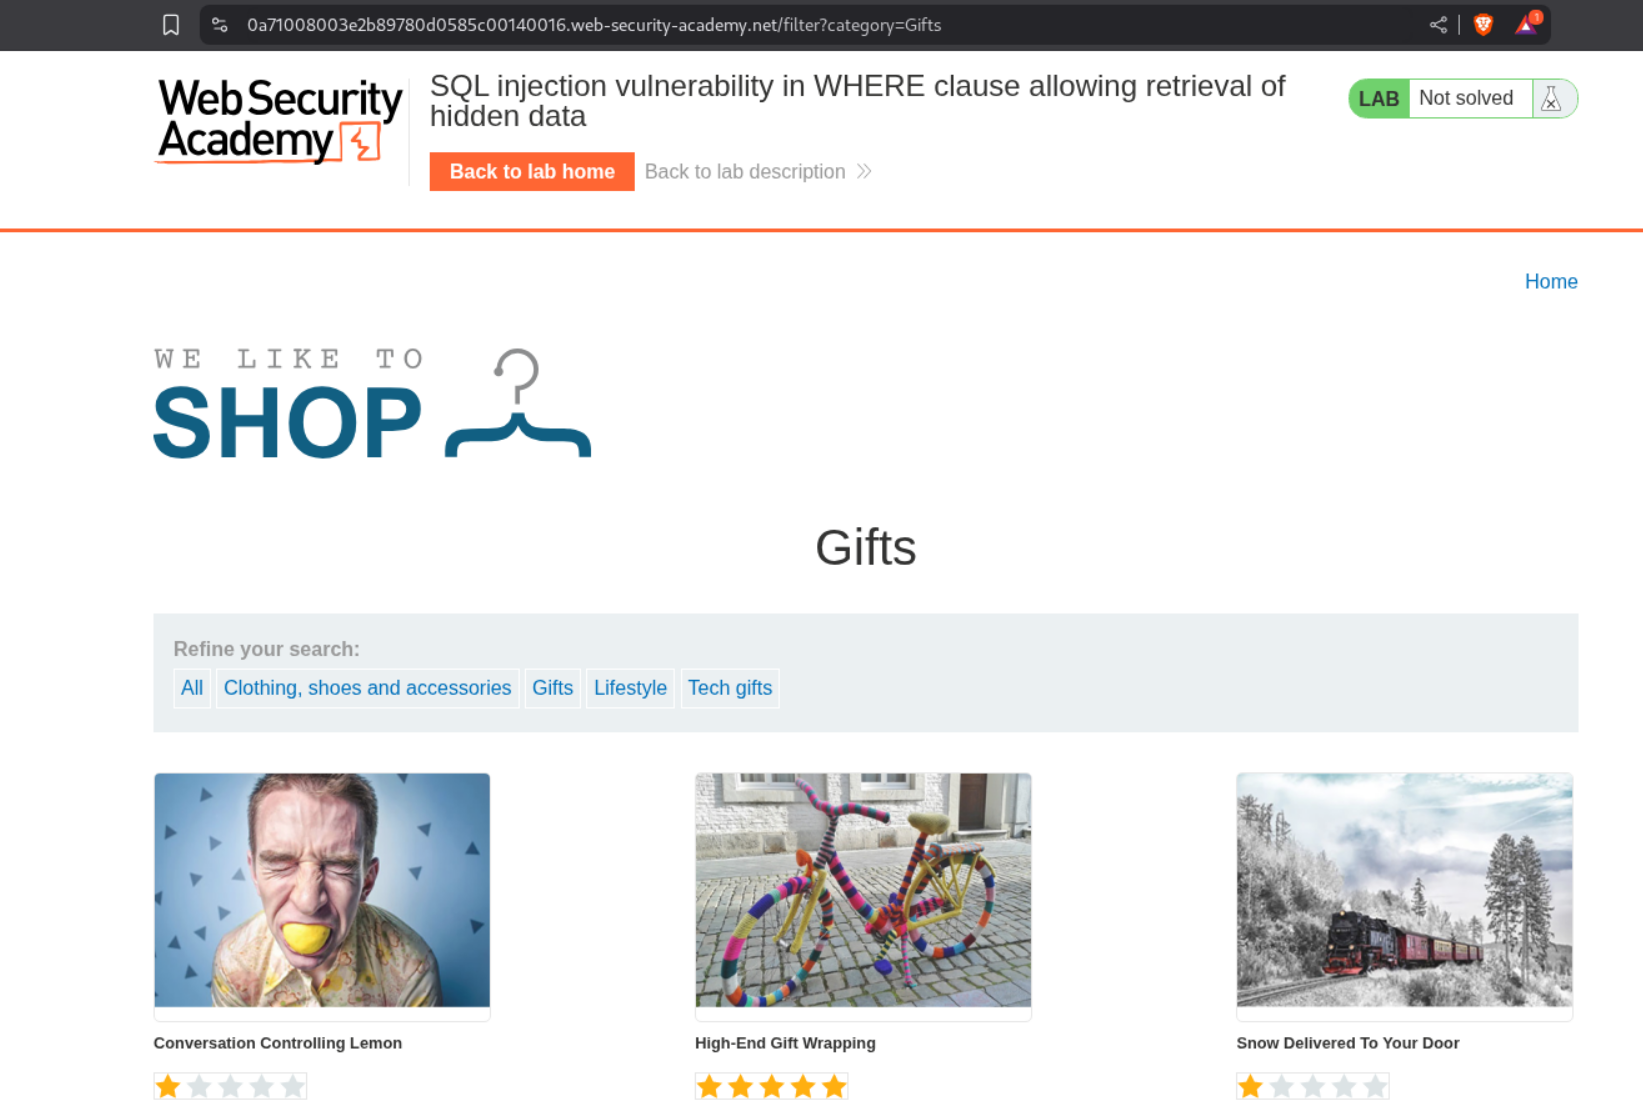 0a71008003e2b89780d0585c00140016.web-security-academy.net/filter?category=Gifts
1
Web Security
Academy
SQL injection vulnerability in WHERE clause allowing retrieval of
hidden data
LAB Not solved
Back to lab home Back to lab description
Home
WE LIKE TO
SHOP
Gifts
Refine your search:
All Clothing, shoes and accessories Gifts Lifestyle Tech gifts
Conversation Controlling Lemon High-End Gift Wrapping Snow Delivered To Your Door